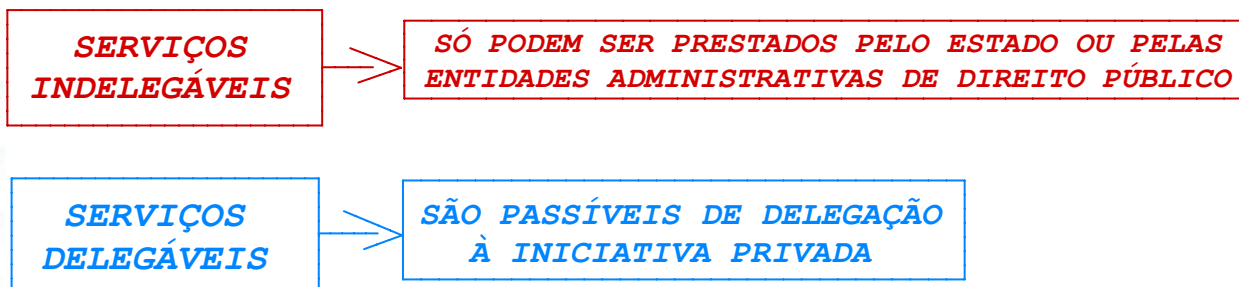 SERVIÇOS
INDELEGÁVEIS
SÓ PODEM SER PRESTADOS PELO ESTADO OU PELAS
ENTIDADES ADMINISTRATIVAS DE DIREITO PÚBLICO
SERVIÇOS
DELEGÁVEIS
SÃO PASSÍVEIS DE DELEGAÇÃO
À INICIATIVA PRIVADA